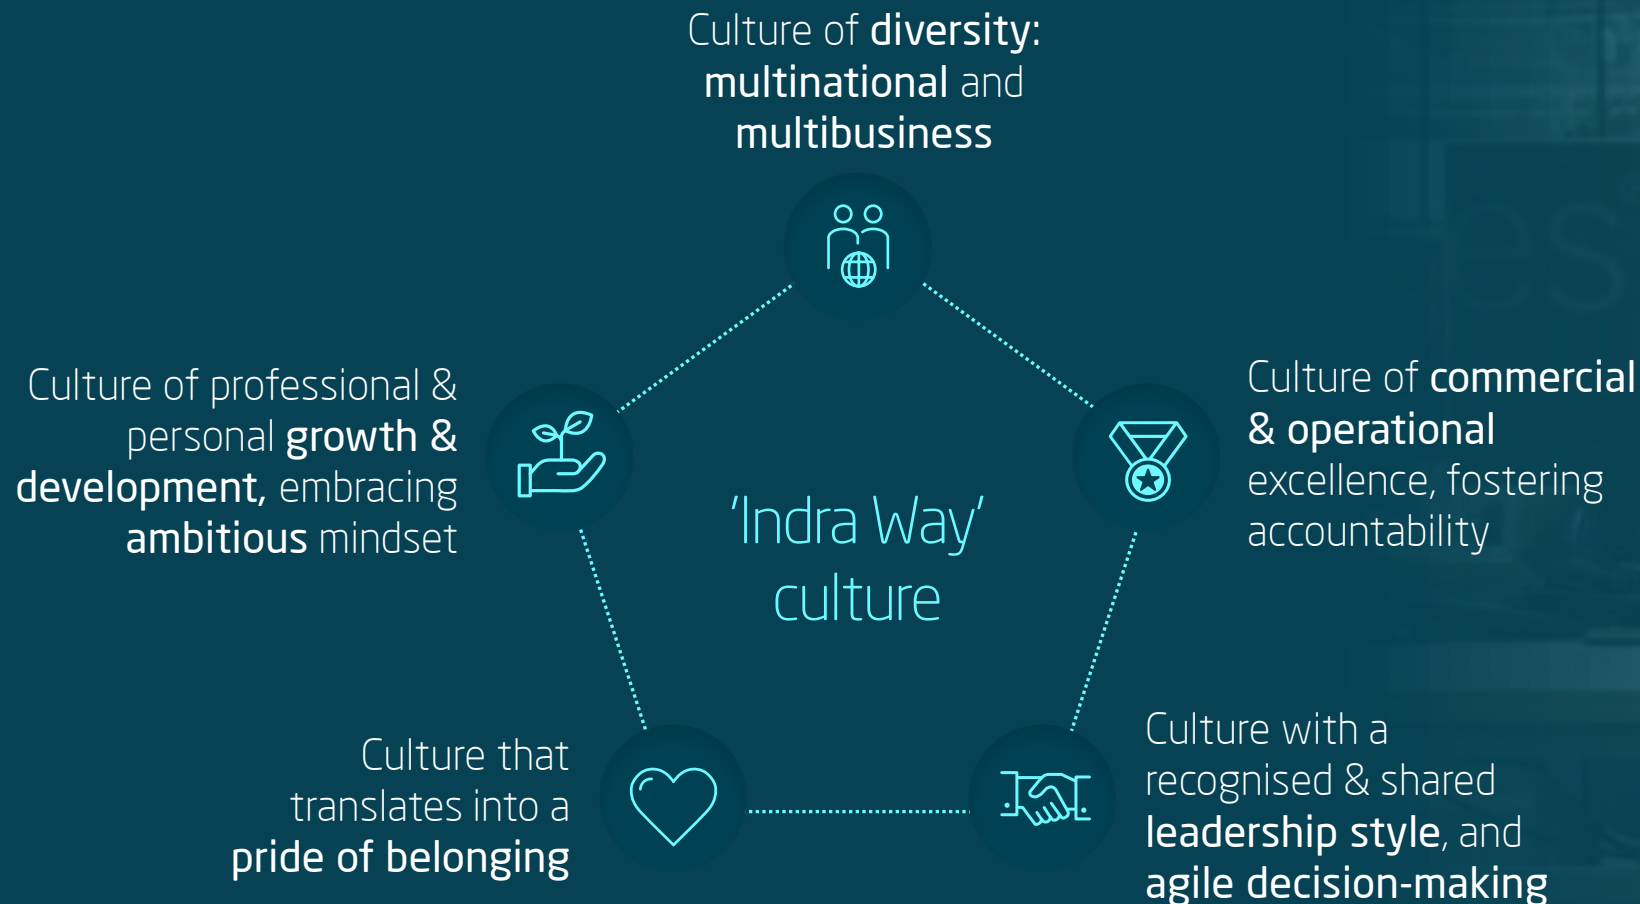 Culture of diversity:
multinational and
multibusiness
Culture of professional &
personal growth &
development, embracing
ambitious mindset
Culture of commercial
& operational
excellence, fostering
accountability
'Indra Way'
culture
Culture that
translates into a
pride of belonging
Culture with a
recognised & shared
leadership style, and
agile decision-making